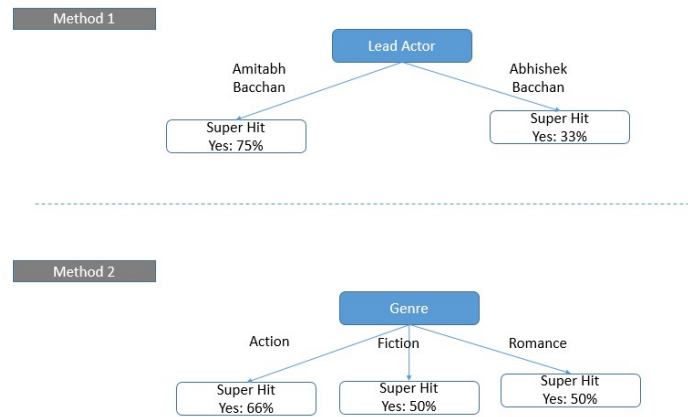 Method 1
Lead Actor
Amitabh
Bacchan
Abhishek
Bacchan
Super Hit
Yes: 75%
Super Hit
Yes: 33%
Method 2
Genre
Action
Fiction
Romance
Super Hit
Yes: 66%
Super Hit
Yes: 50%
Super Hit
Yes: 50%